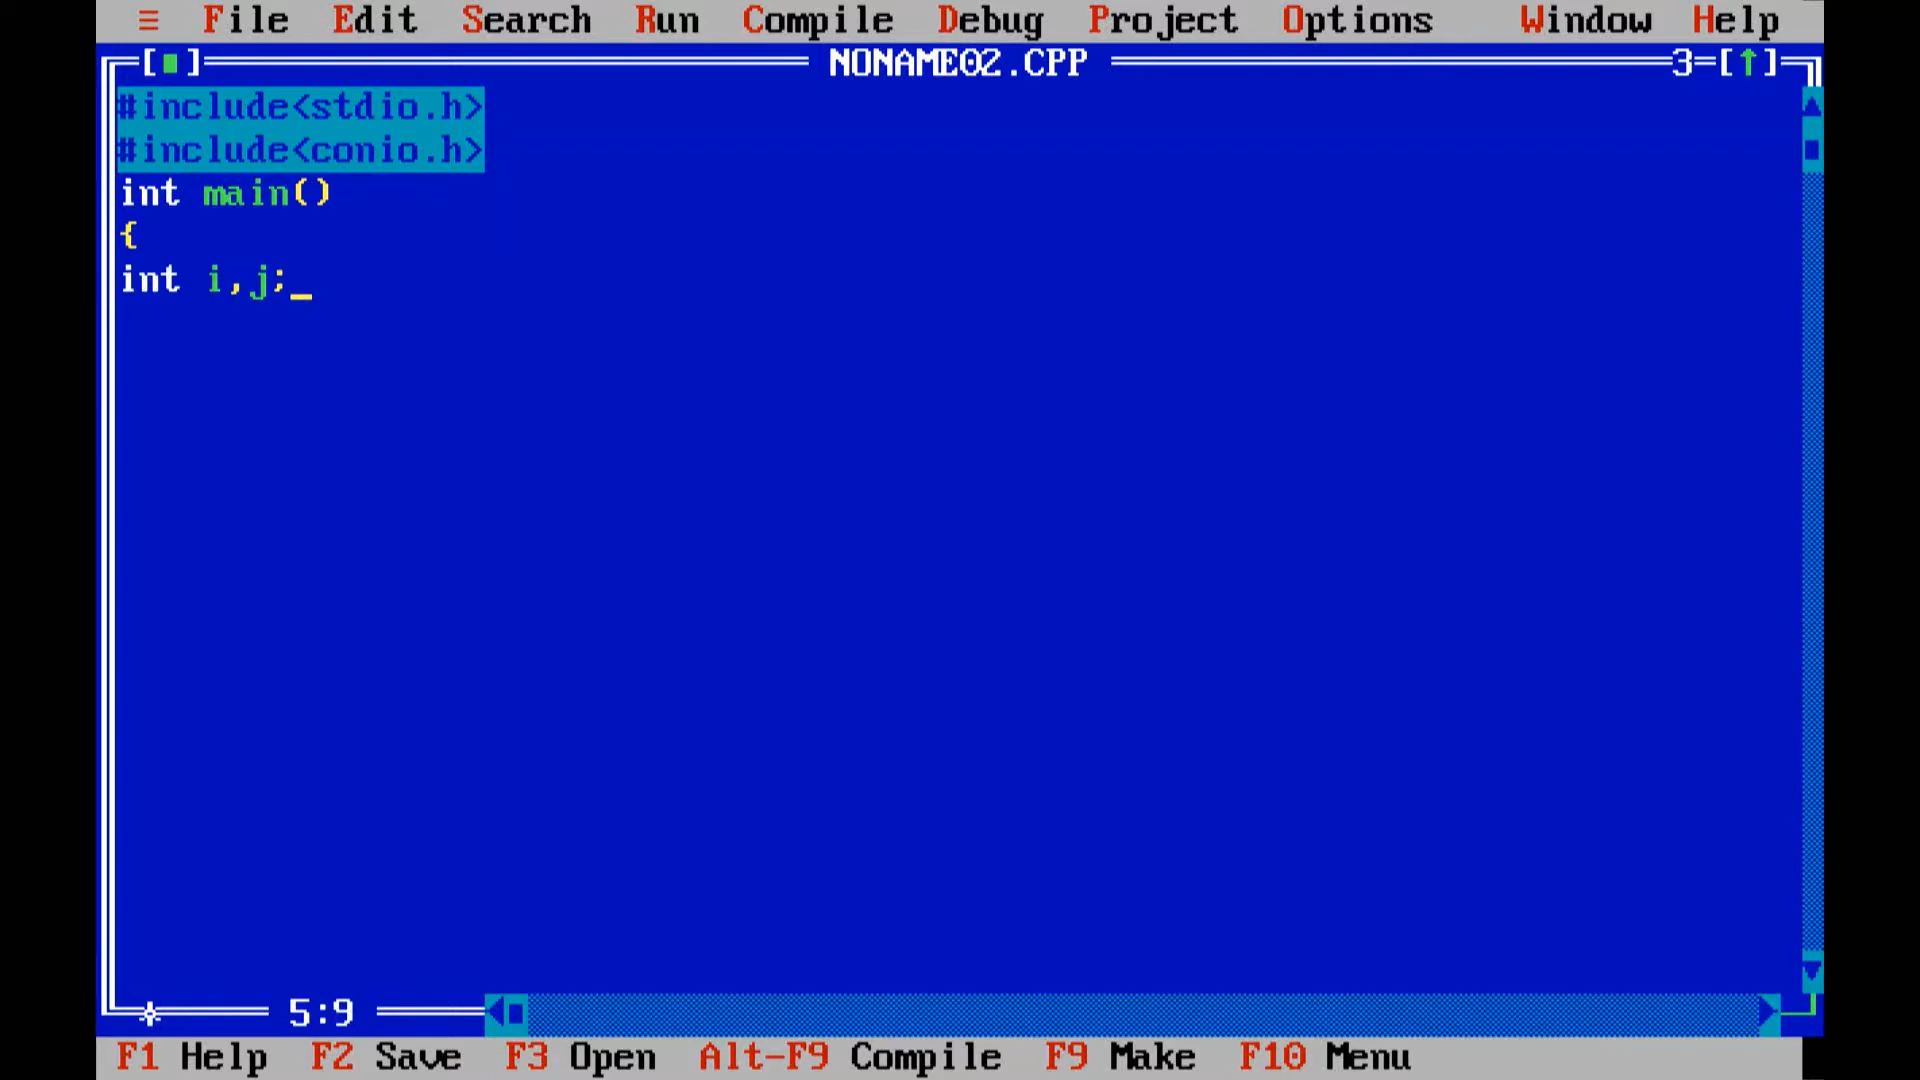 ≡ File Edit Search Run Compile Debug Project Options Window Help
[■] NONAME02.CPP 3=[↑]
#include<stdio.h>
#include<conio.h>
int main()
{
int i,j;_
5:9
F1 Help F2 Save F3 Open Alt-F9 Compile F9 Make F10 Menu